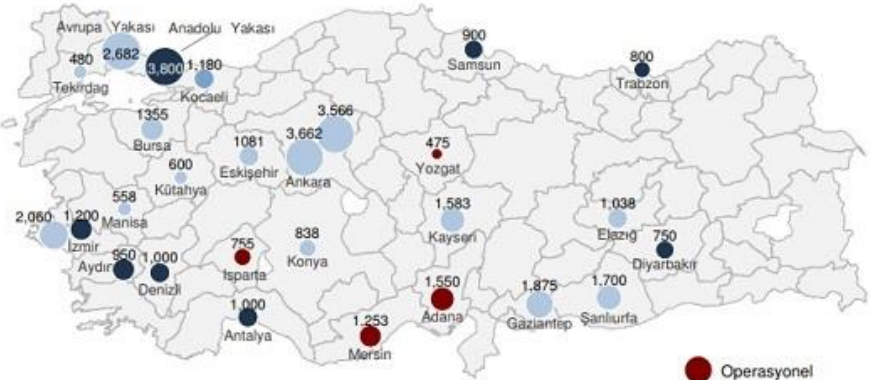 Avrupa Yakası Anadolu Yakası
2,682
480
3,800
1,180
Tekirdag
Kocaeli
900
Samsun
800
Trabzon
1355
Bursa
3,566
3,662
Ankara
1081
Eskişehir
475
Yozgat
600
Kütahya
558
Manisa
2,060
1,200
İzmir
1,583
Kayseri
1,038
Elazığ
838
Konya
755
Isparta
750
Diyarbakır
950
Aydın
1,000
Denizli
1,550
Adana
1,875
Gaziantep
1,700
Şanlıurfa
1,000
Antalya
1,253
Mersin
Operasyonel